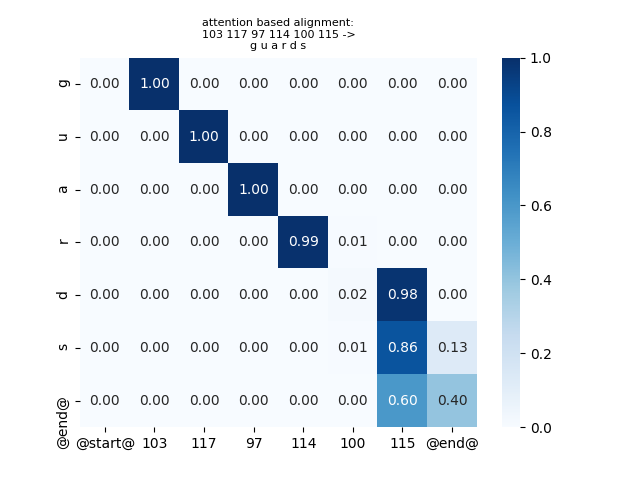 attention based alignment:
103 117 97 114 100 115 ->
g u a r d s
g 0.00 1.00 0.00 0.00 0.00 0.00 0.00 0.00
u 0.00 0.00 1.00 0.00 0.00 0.00 0.00 0.00
a 0.00 0.00 0.00 1.00 0.00 0.00 0.00 0.00
r 0.00 0.00 0.00 0.00 0.99 0.01 0.00 0.00
d 0.00 0.00 0.00 0.00 0.00 0.02 0.98 0.00
s 0.00 0.00 0.00 0.00 0.00 0.01 0.86 0.13
@end@ 0.00 0.00 0.00 0.00 0.00 0.00 0.60 0.40
@start@ 103 117 97 114 100 115 @end@
1.0
0.8
0.6
0.4
0.2
0.0